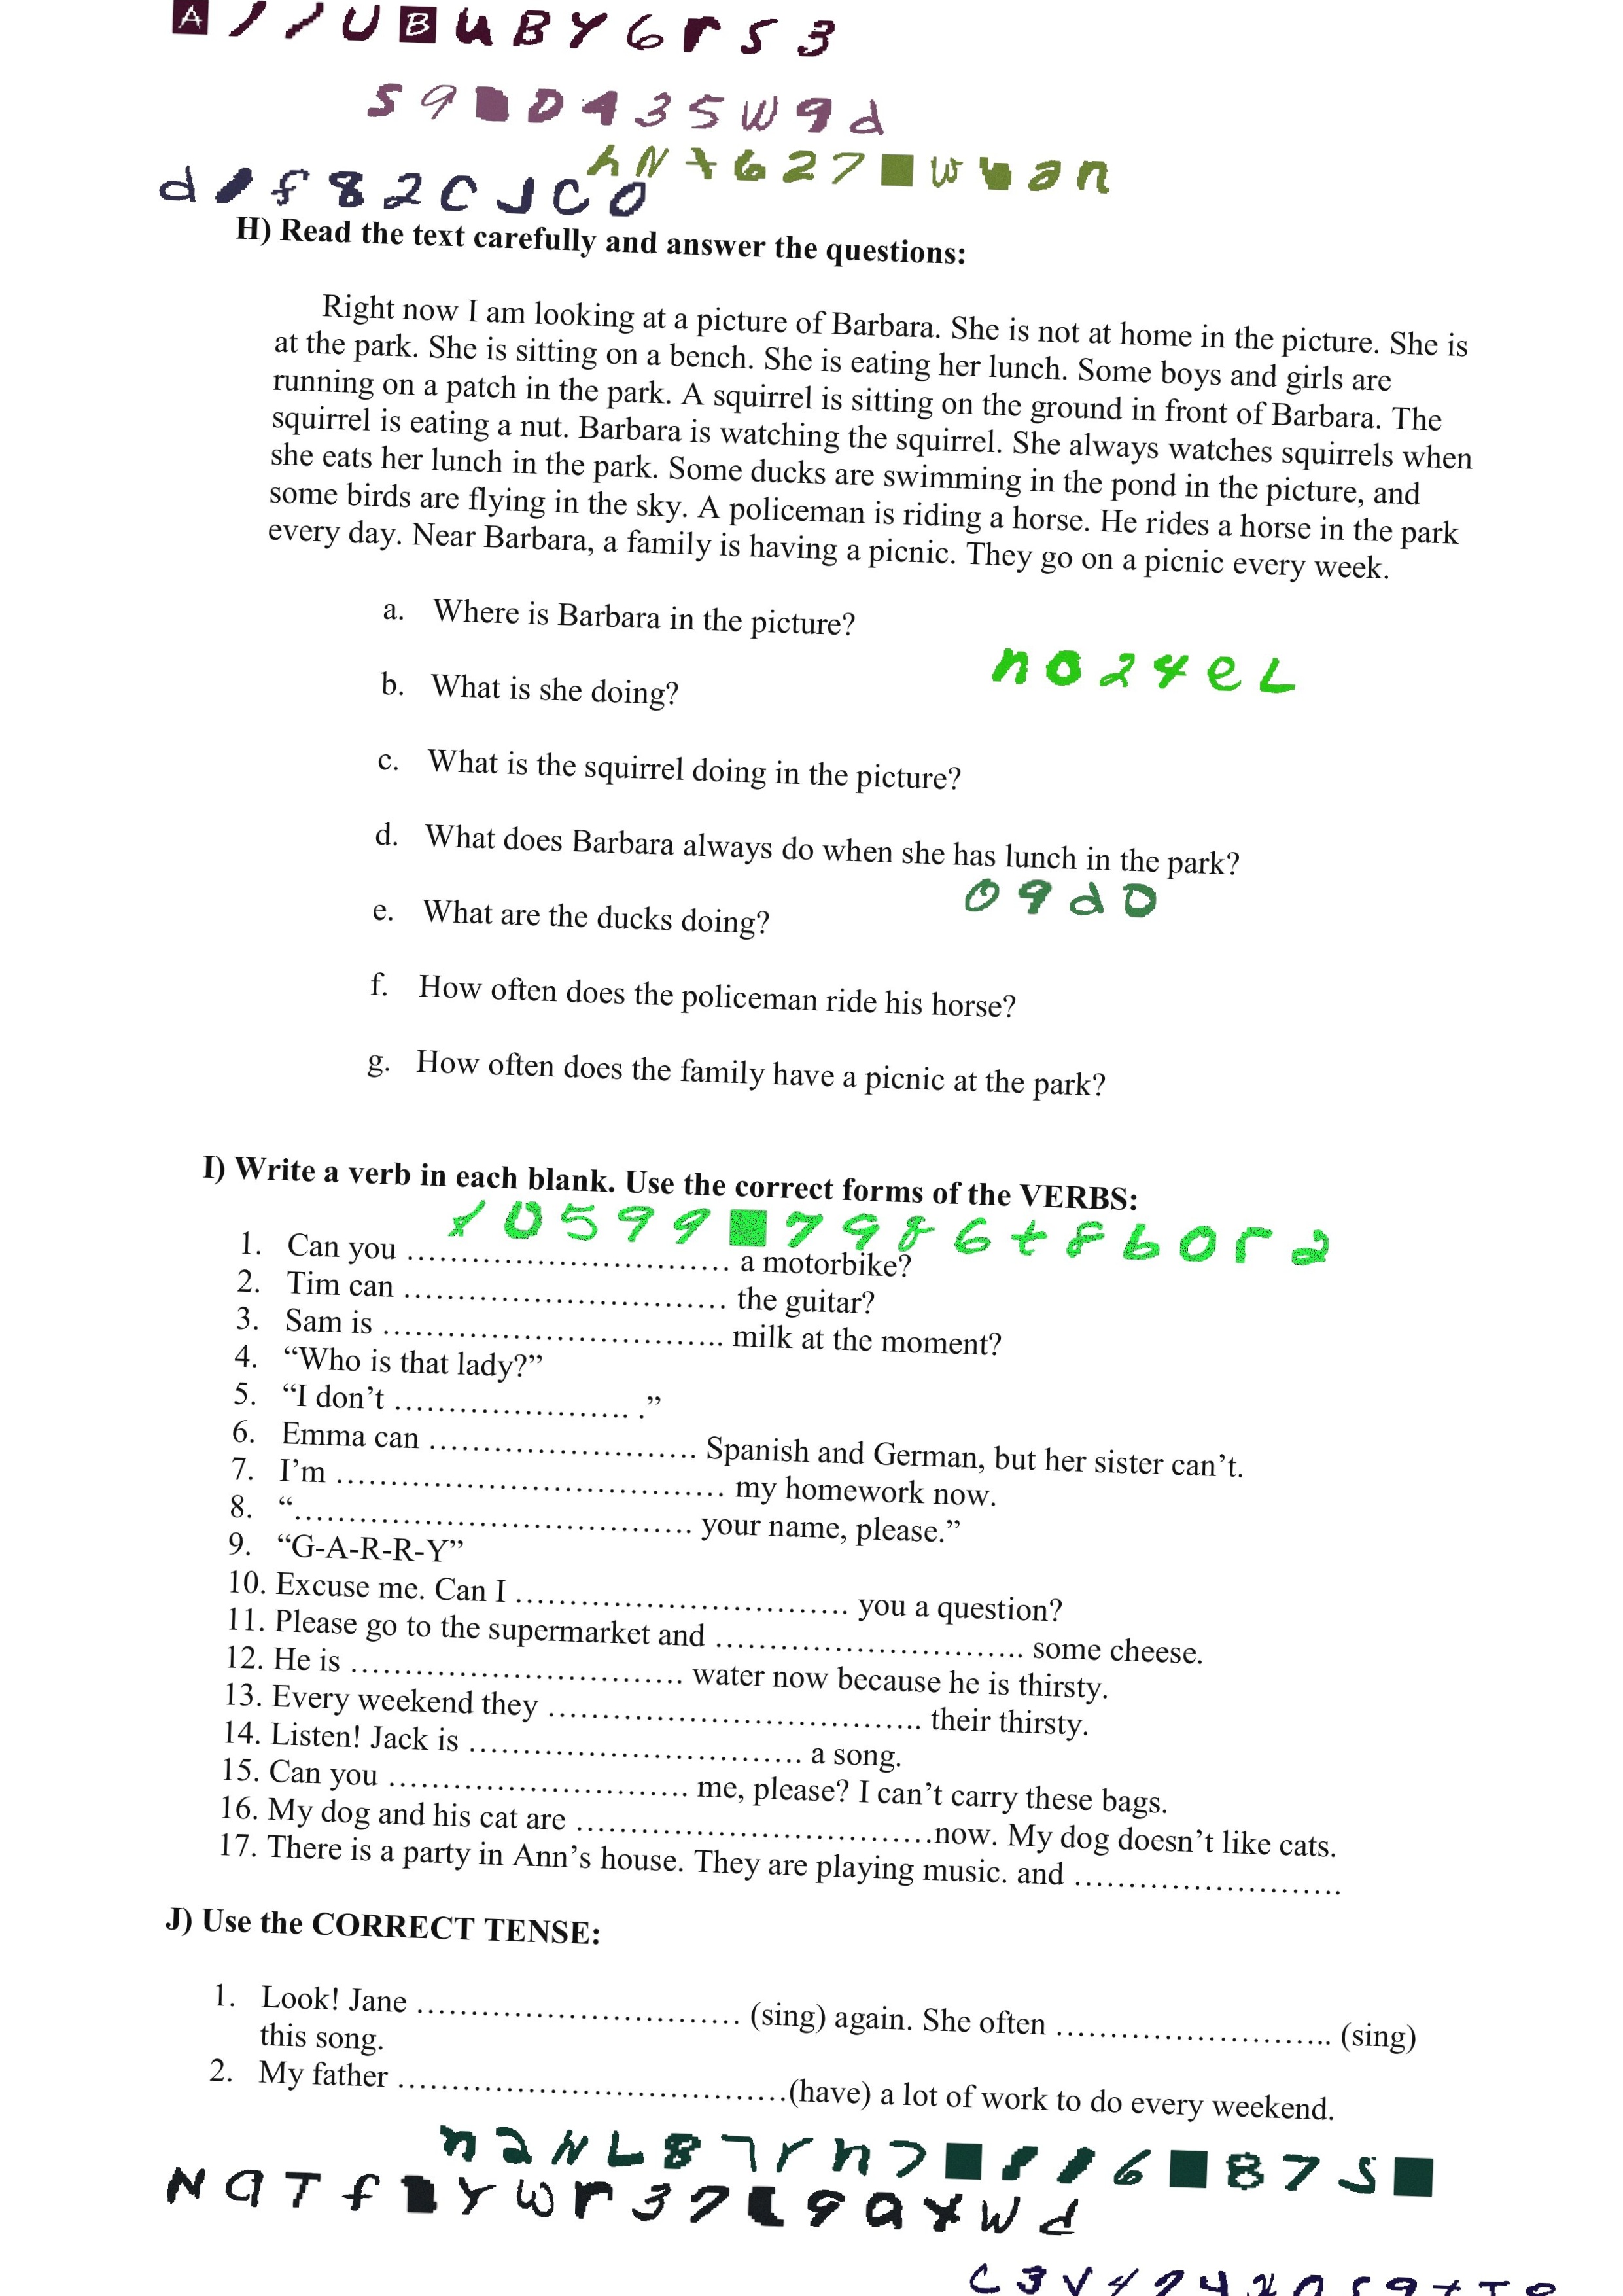 H) Read the text carefully and answer the questions:
Right now I am looking at a picture of Barbara. She is not at home in the picture. She is
at the park. She is sitting on a bench. She is eating her lunch. Some boys and girls are
running on a patch in the park. A squirrel is sitting on the ground in front of Barbara. The
squirrel is eating a nut. Barbara is watching the squirrel. She always watches squirrels when
she eats her lunch in the park. Some ducks are swimming in the pond in the picture, and
some birds are flying in the sky. A policeman is riding a horse. He rides a horse in the park
every day. Near Barbara, a family is having a picnic. They go on a picnic every week.
a. Where is Barbara in the picture?
n o 2 4 e L
b. What is she doing?
c. What is the squirrel doing in the picture?
d. What does Barbara always do when she has lunch in the park?
0 9 d D
e. What are the ducks doing?
f. How often does the policeman ride his horse?
g. How often does the family have a picnic at the park?
I) Write a verb in each blank. Use the correct forms of the VERBS:
1. Can you .............................. a motorbike?
2. Tim can .............................. the guitar?
3. Sam is .............................. milk at the moment?
4. “Who is that lady?”
5. “I don’t ...................... .”
6. Emma can ......................... Spanish and German, but her sister can’t.
7. I’m .................................... my homework now.
8. “..................................... your name, please.”
9. “G-A-R-R-Y”
10. Excuse me. Can I ............................... you a question?
11. Please go to the supermarket and ............................. some cheese.
12. He is ............................... water now because he is thirsty.
13. Every weekend they ................................... their thirsty.
14. Listen! Jack is ............................... a song.
15. Can you ............................ me, please? I can’t carry these bags.
16. My dog and his cat are .................................now. My dog doesn’t like cats.
17. There is a party in Ann’s house. They are playing music. and .........................
J) Use the CORRECT TENSE:
1. Look! Jane .............................. (sing) again. She often .......................... (sing)
this song.
2. My father ....................................(have) a lot of work to do every weekend.